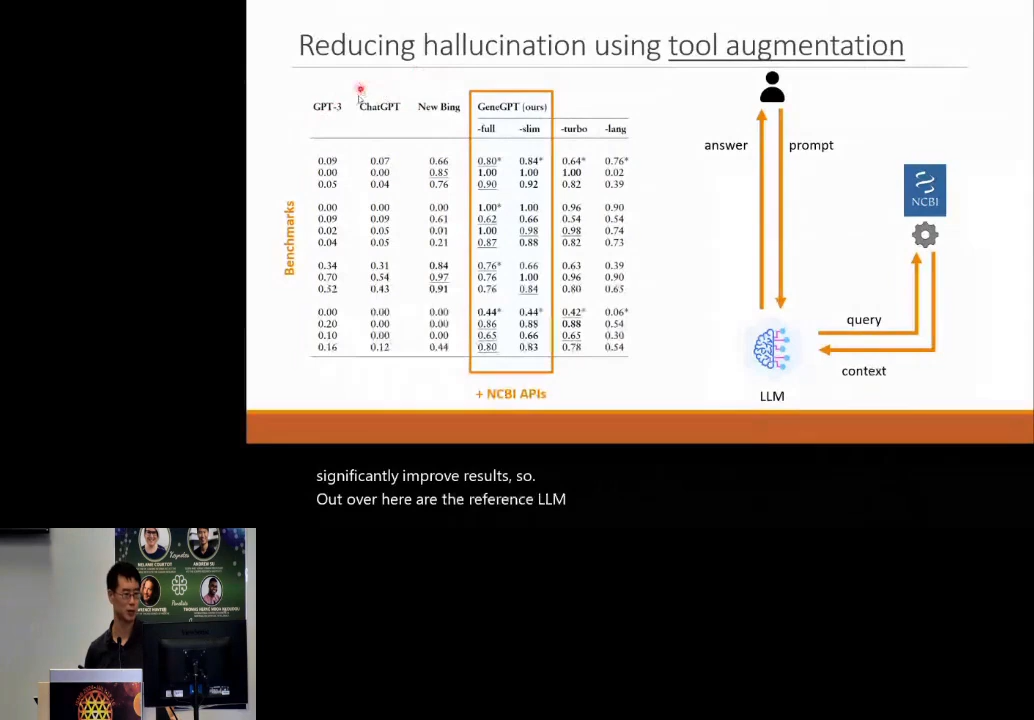 Reducing hallucination using tool augmentation
GPT-3 ChatGPT New Bing GeneGPT (ours)
-full -slim -turbo -lang
0.09 0.07 0.66 0.80* 0.84* 0.64* 0.76*
0.00 0.00 0.85 1.00 1.00 1.00 0.02
0.05 0.04 0.76 0.90 0.92 0.82 0.39
0.00 0.00 0.00 1.00* 1.00 0.96 0.90
0.09 0.09 0.61 0.62 0.66 0.54 0.54
0.02 0.05 0.01 1.00 0.98 0.98 0.74
0.04 0.05 0.21 0.87 0.88 0.82 0.73
0.34 0.31 0.84 0.76* 0.66 0.63 0.39
0.70 0.54 0.97 0.76 1.00 0.96 0.90
0.52 0.43 0.91 0.76 0.84 0.80 0.65
0.00 0.00 0.00 0.44* 0.44* 0.42* 0.06*
0.20 0.00 0.00 0.86 0.88 0.88 0.54
0.10 0.00 0.00 0.65 0.66 0.65 0.30
0.16 0.12 0.44 0.80 0.83 0.78 0.54
Benchmarks
+ NCBI APIs
answer
prompt
NCBI
query
context
LLM
significantly improve results, so.
Out over here are the reference LLM
Keynotes
MELANIE COURTOT
ANDREW SU
Panelists